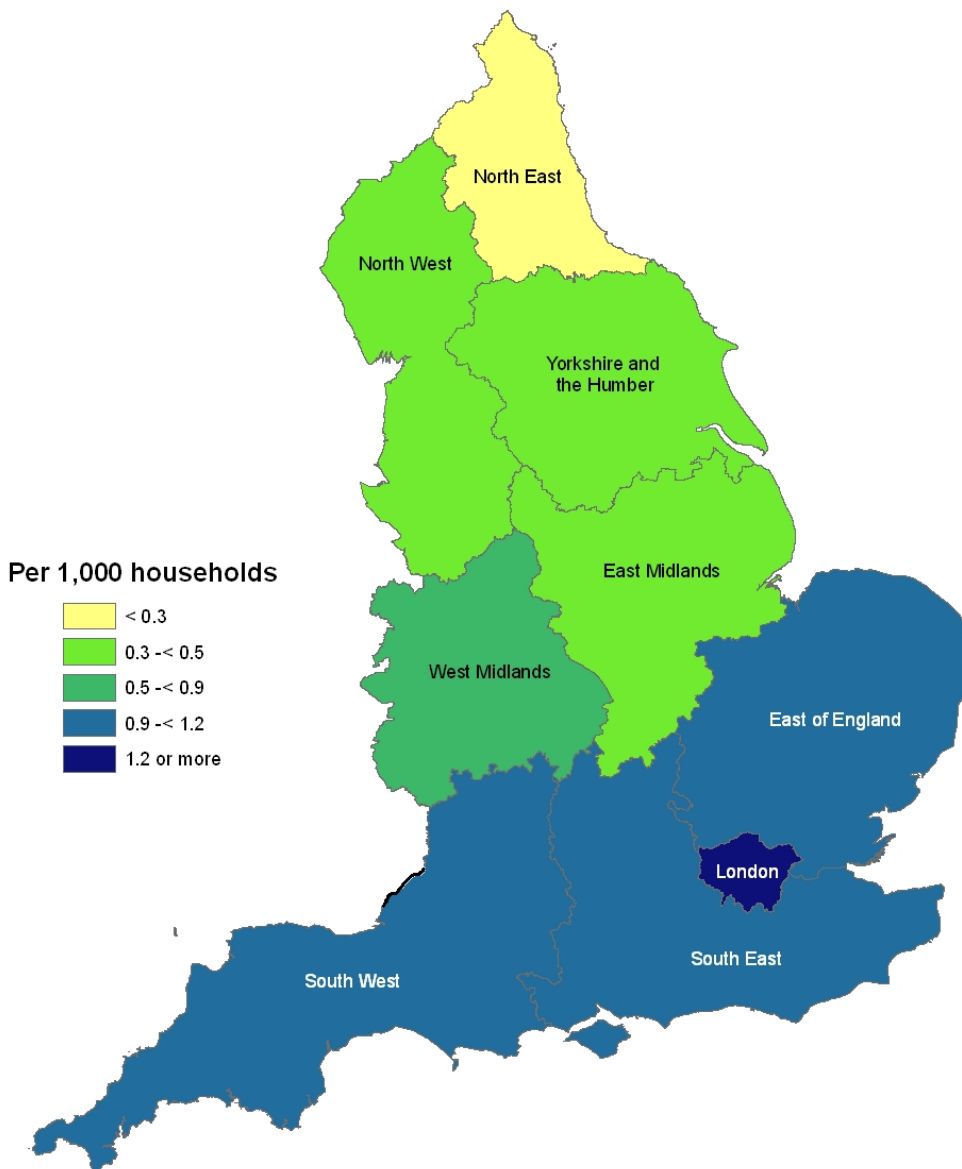 North East
North West
Yorkshire and
the Humber
East Midlands
Per 1,000 households
< 0.3
0.3 -< 0.5
0.5 -< 0.9
0.9 -< 1.2
1.2 or more
West Midlands
East of England
London
South East
South West